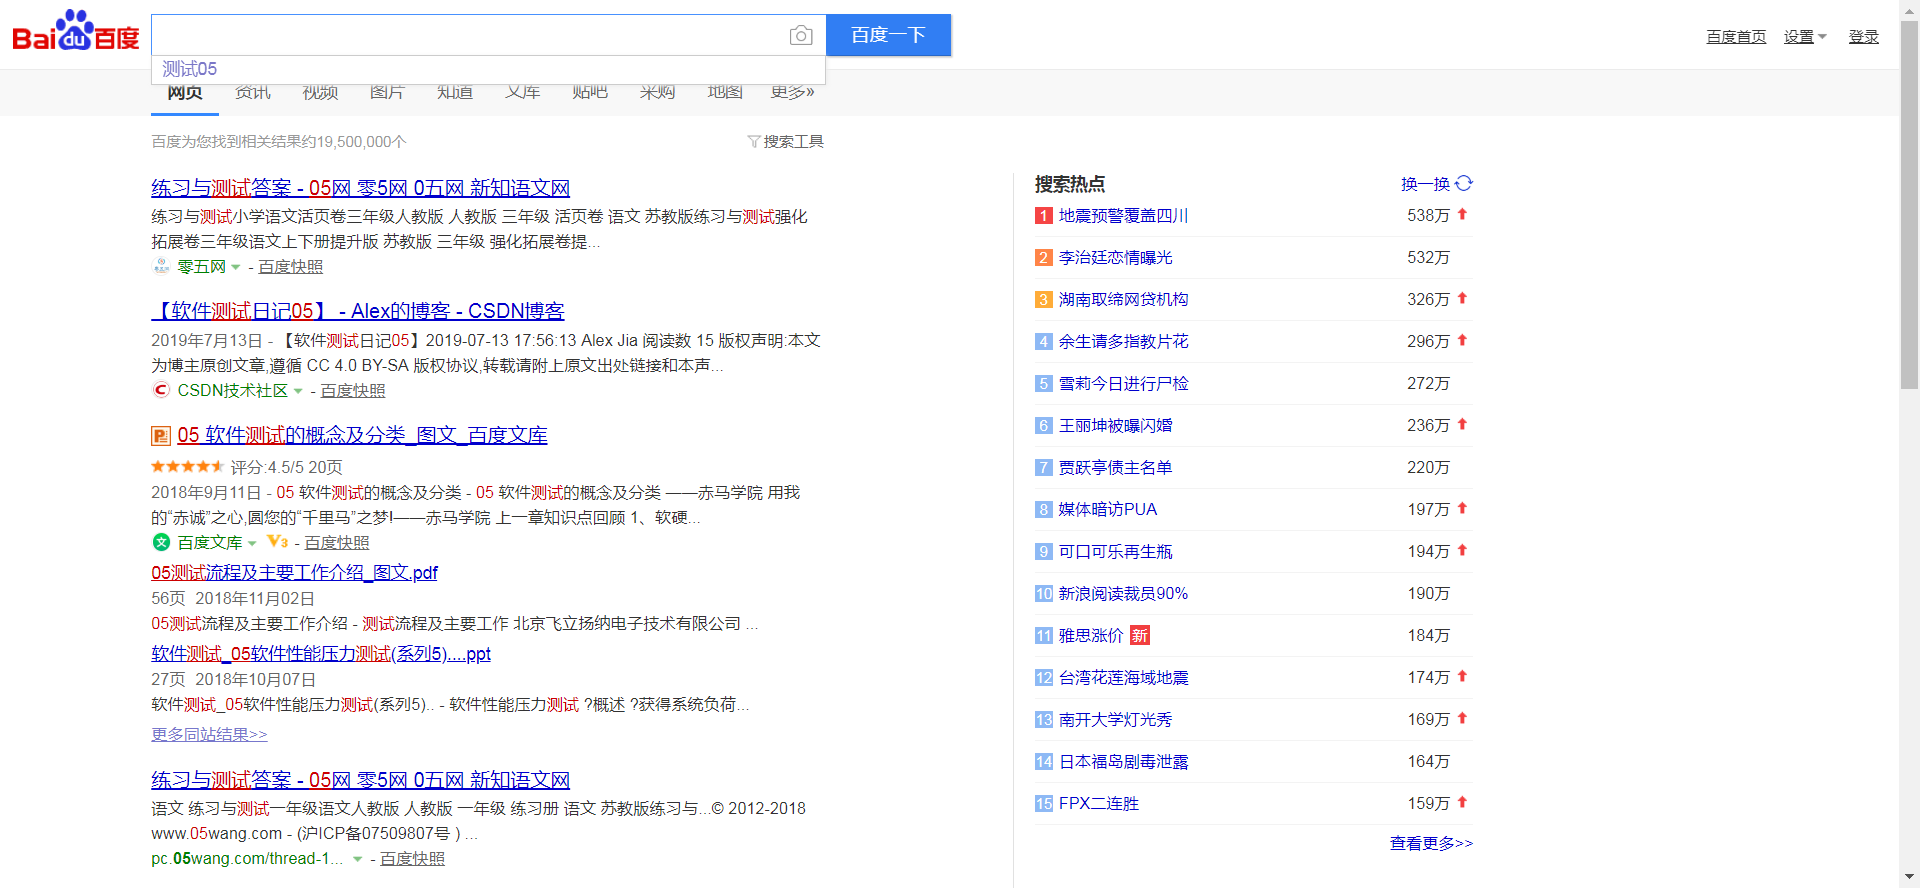 Bai du 百度
百度一下
百度首页 设置 登录
测试05
网页 资讯 视频 图片 知道 文库 贴吧 采购 地图 更多»
百度为您找到相关结果约19,500,000个
搜索工具
练习与测试答案 - 05网 零5网 0五网 新知语文网
练习与测试小学语文活页卷三年级人教版 人教版 三年级 活页卷 语文 苏教版练习与测试强化
拓展卷三年级语文上下册提升版 苏教版 三年级 强化拓展卷提...
零五网 - 百度快照
【软件测试日记05】 - Alex的博客 - CSDN博客
2019年7月13日 - 【软件测试日记05】2019-07-13 17:56:13 Alex Jia 阅读数 15 版权声明:本文
为博主原创文章,遵循 CC 4.0 BY-SA 版权协议,转载请附上原文出处链接和本声...
CSDN技术社区 - 百度快照
05 软件测试的概念及分类_图文_百度文库
评分:4.5/5 20页
2018年9月11日 - 05 软件测试的概念及分类 - 05 软件测试的概念及分类 ——赤马学院 用我
的“赤诚”之心,圆您的“千里马”之梦!——赤马学院 上一章知识点回顾 1、软硬...
百度文库 V3 - 百度快照
05测试流程及主要工作介绍_图文.pdf
56页 2018年11月02日
05测试流程及主要工作介绍 - 测试流程及主要工作 北京飞立扬纳电子技术有限公司 ...
软件测试_05软件性能压力测试(系列5)....ppt
27页 2018年10月07日
软件测试_05软件性能压力测试(系列5).. - 软件性能压力测试 ?概述 ?获得系统负荷...
更多同站结果>>
练习与测试答案 - 05网 零5网 0五网 新知语文网
语文 练习与测试一年级语文人教版 人教版 一年级 练习册 语文 苏教版练习与...© 2012-2018
www.05wang.com - (沪ICP备07509807号 ) ...
pc.05wang.com/thread-1... - 百度快照
搜索热点 换一换
1 地震预警覆盖四川 538万
2 李治廷恋情曝光 532万
3 湖南取缔网贷机构 326万
4 余生请多指教片花 296万
5 雪莉今日进行尸检 272万
6 王丽坤被曝闪婚 236万
7 贾跃亭债主名单 220万
8 媒体暗访PUA 197万
9 可口可乐再生瓶 194万
10 新浪阅读裁员90% 190万
11 雅思涨价 新 184万
12 台湾花莲海域地震 174万
13 南开大学灯光秀 169万
14 日本福岛剧毒泄露 164万
15 FPX二连胜 159万
查看更多>>